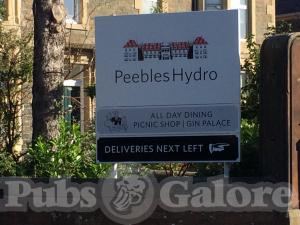 PeeblesHydro
ALL DAY DINING
PICNIC SHOP | GIN PALACE
DELIVERIES NEXT LEFT
Pubs Galore